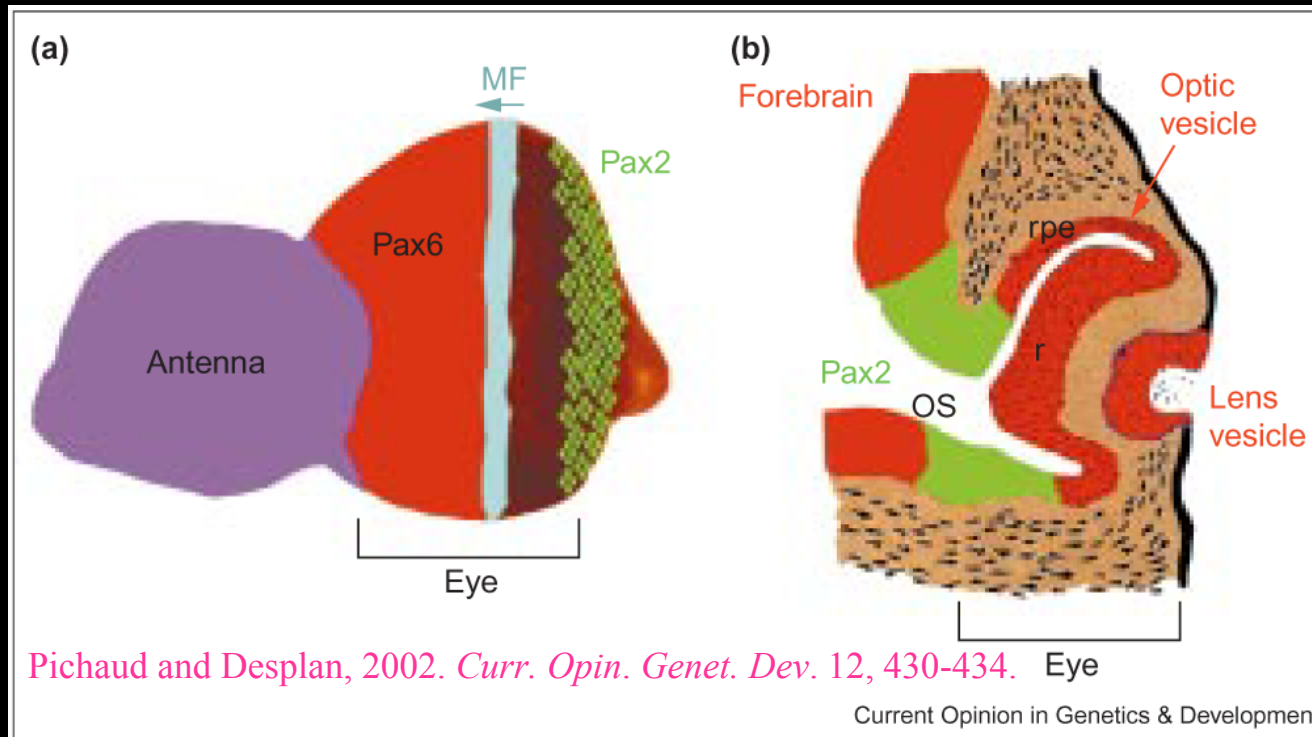 (a)
MF
Pax2
Pax6
Antenna
Eye
(b)
Forebrain
Optic
vesicle
rpe
r
Pax2
OS
Lens
vesicle
Eye
Pichaud and Desplan, 2002. Curr. Opin. Genet. Dev. 12, 430-434.
Current Opinion in Genetics & Developmen